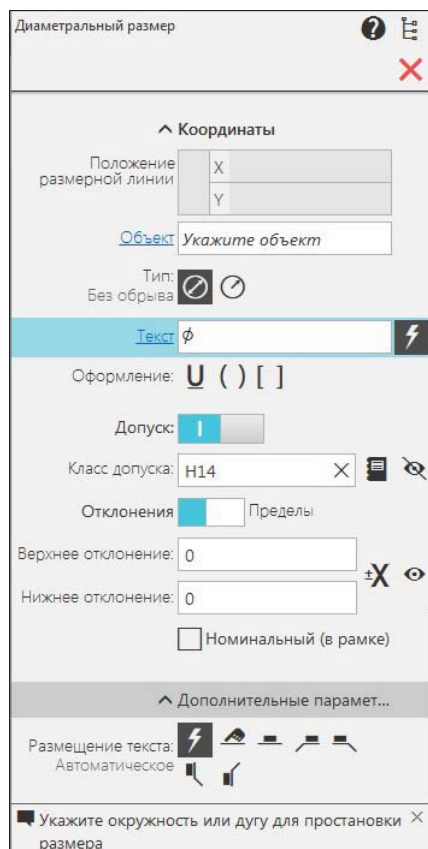 Диаметральный размер
Координаты
Положение
размерной линии
X
Y
Объект Укажите объект
Тип:
Без обрыва
Текст ϕ
Оформление: U ( ) [ ]
Допуск: I
Класс допуска: H14
Отклонения Пределы
Верхнее отклонение: 0
±X
Нижнее отклонение: 0
Номинальный (в рамке)
Дополнительные парамет...
Размещение текста:
Автоматическое
Укажите окружность или дугу для простановки
размера